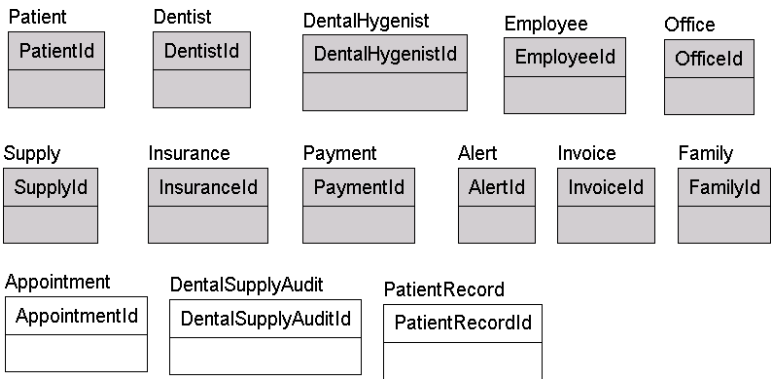 Patient
PatientId
Dentist
DentistId
DentalHygenist
DentalHygenistId
Employee
EmployeeId
Office
OfficeId
Supply
SupplyId
Insurance
InsuranceId
Payment
PaymentId
Alert
AlertId
Invoice
InvoiceId
Family
FamilyId
Appointment
AppointmentId
DentalSupplyAudit
DentalSupplyAuditId
PatientRecord
PatientRecordId